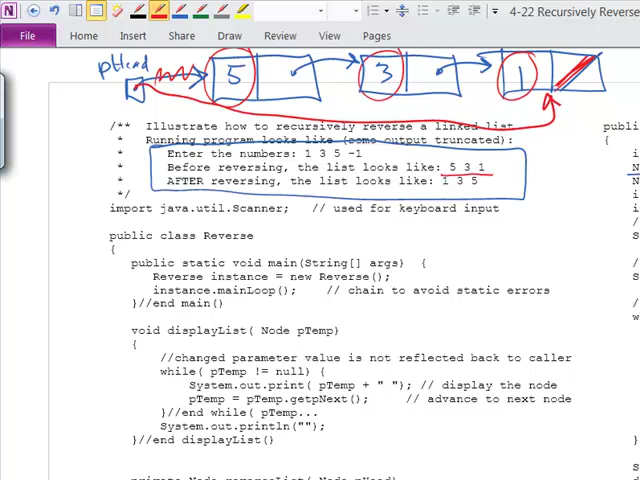 4-22 Recursively Reverse
File Home Insert Share Draw History Review View Pages
pHead 5 3 1
/** Illustrate how to recursively reverse a linked list
* Running program looks like (some output truncated):
* Enter the numbers: 1 3 5 -1
* Before reversing, the list looks like: 5 3 1
* AFTER reversing, the list looks like: 1 3 5
*/
import java.util.Scanner; // used for keyboard input
public class Reverse
{
public static void main(String[] args) {
Reverse instance = new Reverse();
instance.mainLoop(); // chain to avoid static errors
}//end main()
void displayList( Node pTemp)
{
//changed parameter value is not reflected back to caller
while( pTemp != null) {
System.out.print( pTemp + " "); // display the node
pTemp = pTemp.getpNext(); // advance to next node
}//end while( pTemp...
System.out.println("");
}//end displayList()